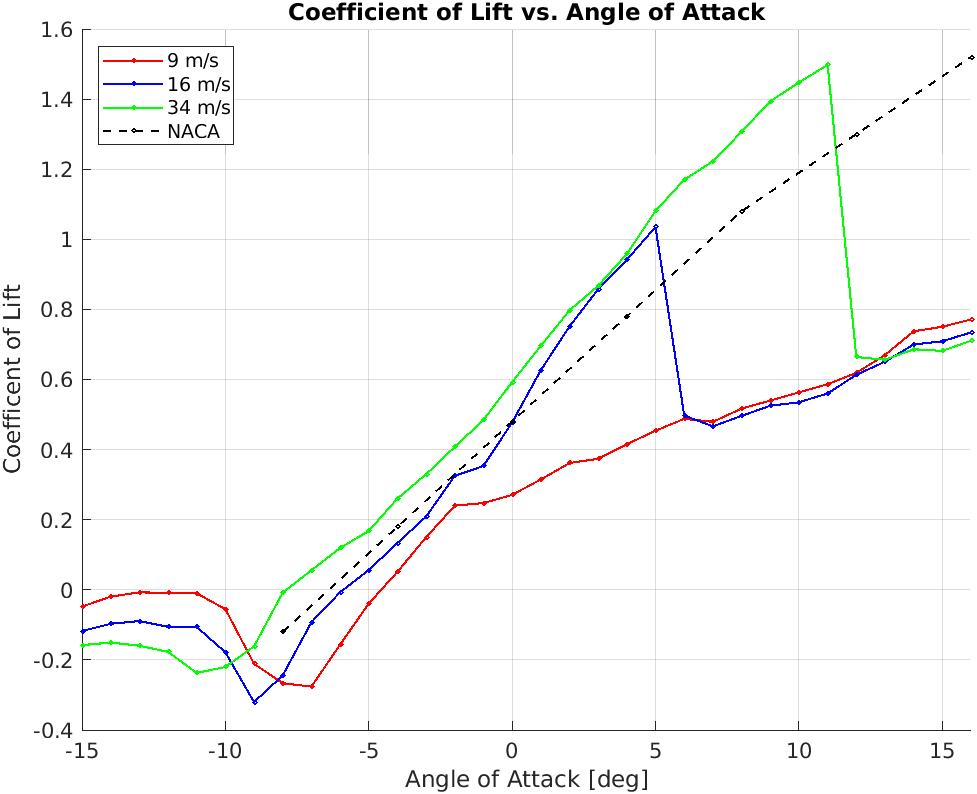 Coefficient of Lift vs. Angle of Attack
9 m/s
16 m/s
34 m/s
NACA
1.6
1.4
1.2
1
0.8
0.6
0.4
0.2
0
-0.2
-0.4
Coefficent of Lift
-15 -10 -5 0 5 10 15
Angle of Attack [deg]